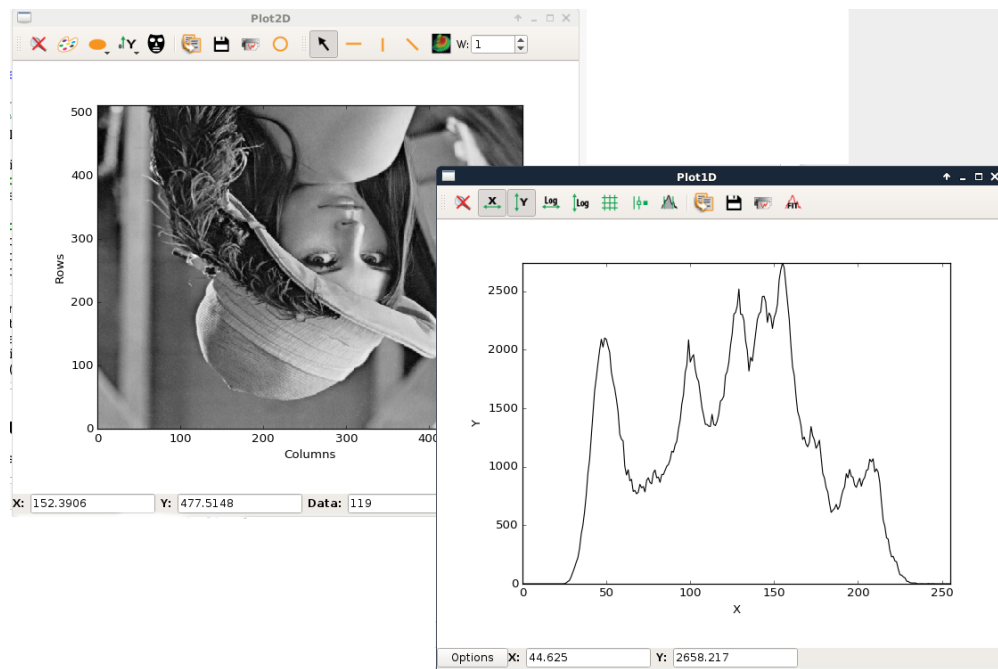 Plot2D
Y
W: 1
500
400
300
200
100
0
Rows
0 100 200 300 400
Columns
X: 152.3906 Y: 477.5148 Data: 119
Plot1D
X Y Log Log FIT
2500
2000
1500
1000
500
0
Y
0 50 100 150 200 250
X
Options X: 44.625 Y: 2658.217